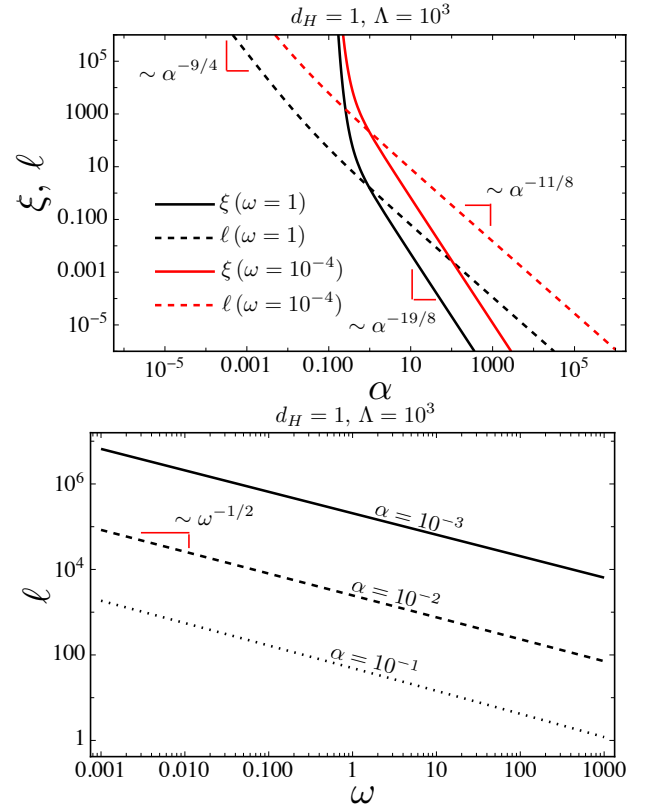 d_H = 1, Λ = 10^3
10^5
1000
10
0.100
0.001
10^-5
ξ, ℓ
∼ α^-9/4
∼ α^-11/8
∼ α^-19/8
ξ (ω = 1)
ℓ (ω = 1)
ξ (ω = 10^-4)
ℓ (ω = 10^-4)
10^-5 0.001 0.100 10 1000 10^5
α
d_H = 1, Λ = 10^3
10^6
10^4
100
1
ℓ
∼ ω^-1/2
α = 10^-3
α = 10^-2
α = 10^-1
0.001 0.010 0.100 1 10 100 1000
ω